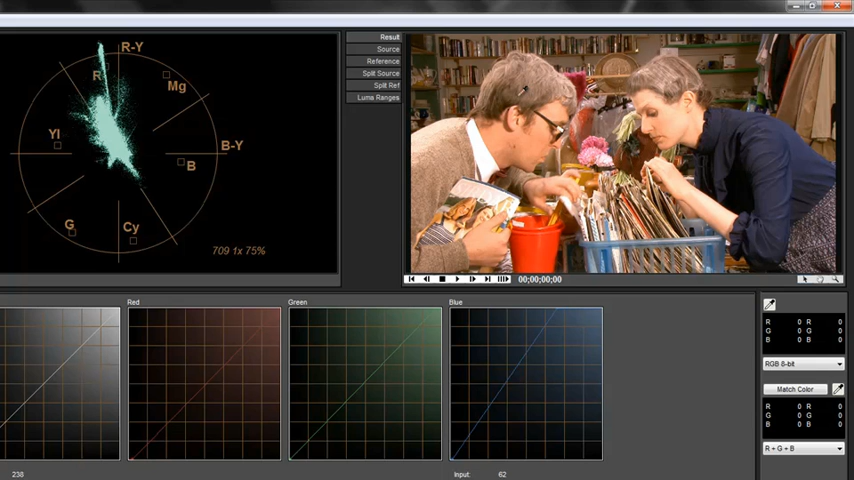 R-Y
R
Mg
Yl
B-Y
B
G
Cy
709 1x 75%
Result
Source
Reference
Split Source
Split Ref
Luma Ranges
00;00;00;00
Red
Green
Blue
R 0 R 0
G 0 G 0
B 0 B 0
RGB 8-bit
Match Color
R 0 R 0
G 0 G 0
B 0 B 0
R + G + B
238
Input: 62